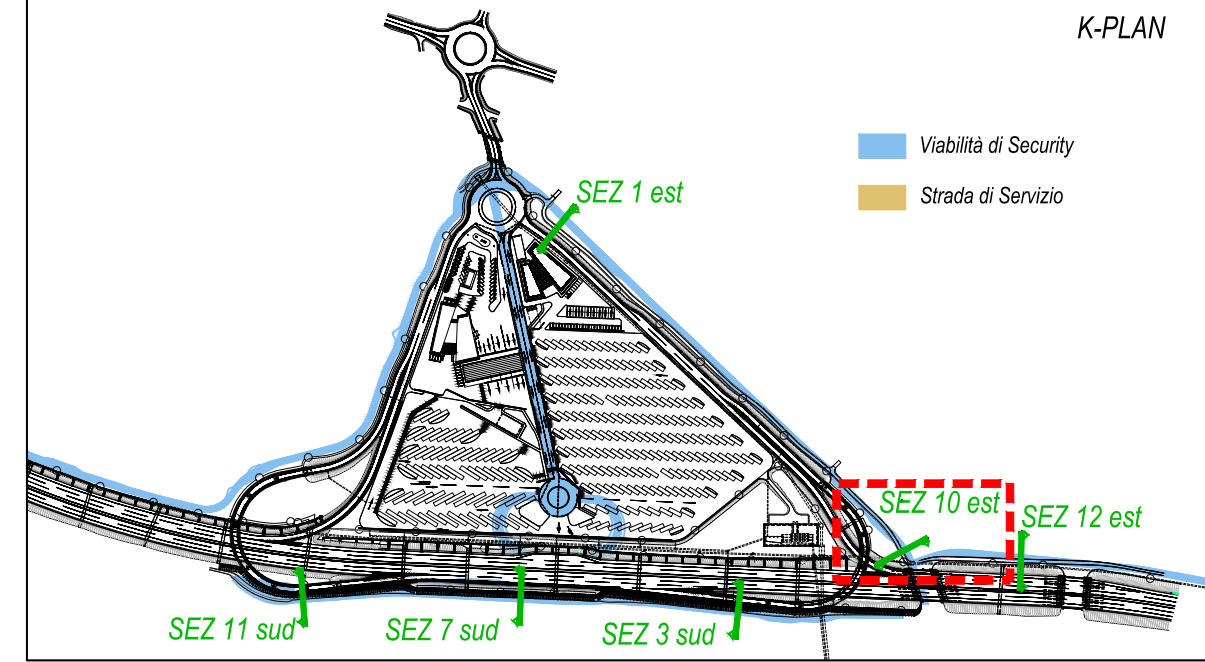 K-PLAN
Viabilità di Security
Strada di Servizio
SEZ 1 est
SEZ 10 est
SEZ 12 est
SEZ 11 sud
SEZ 7 sud
SEZ 3 sud